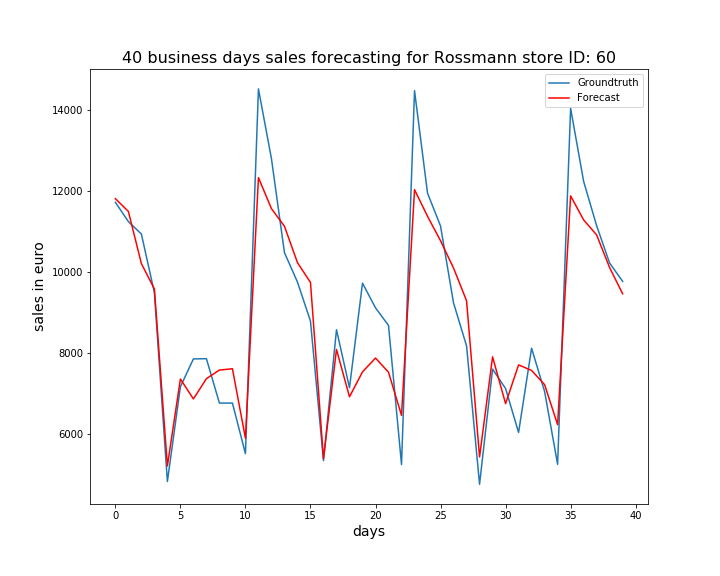 40 business days sales forecasting for Rossmann store ID: 60
Groundtruth
Forecast
14000
12000
10000
8000
6000
sales in euro
0 5 10 15 20 25 30 35 40
days